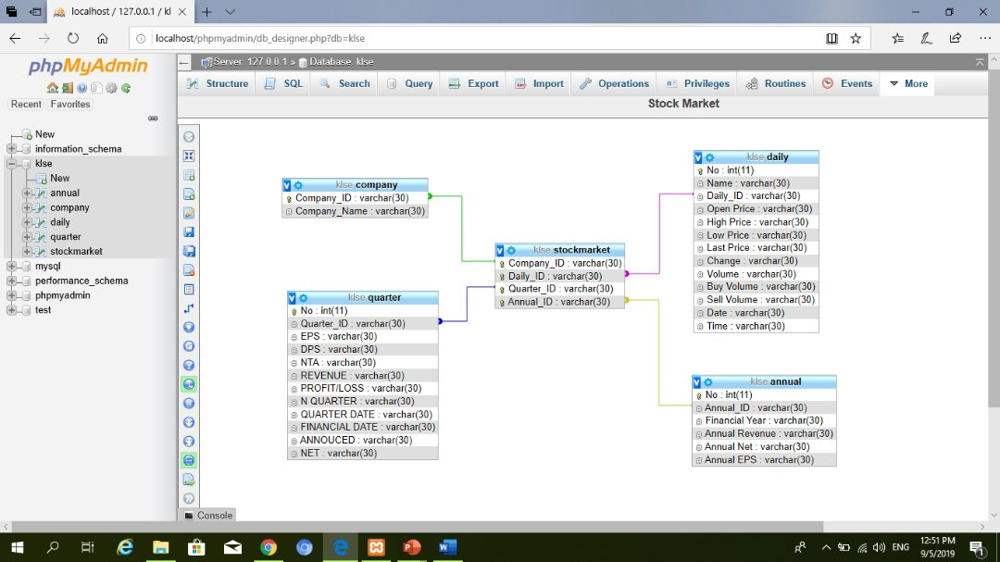 localhost / 127.0.0.1 / kl
localhost/phpmyadmin/db_designer.php?db=klse
phpMyAdmin
Recent Favorites
New
information_schema
klse
New
annual
company
daily
quarter
stockmarket
mysql
performance_schema
phpmyadmin
test
Server: 127.0.0.1 » Database: klse
Structure SQL Search Query Export Import Operations Privileges Routines Events More
Stock Market
klse company
Company_ID : varchar(30)
Company_Name : varchar(30)
klse quarter
No : int(11)
Quarter_ID : varchar(30)
EPS : varchar(30)
DPS : varchar(30)
NTA : varchar(30)
REVENUE : varchar(30)
PROFIT/LOSS : varchar(30)
N QUARTER : varchar(30)
QUARTER DATE : varchar(30)
FINANCIAL DATE : varchar(30)
ANNOUCED : varchar(30)
NET : varchar(30)
klse stockmarket
Company_ID : varchar(30)
Daily_ID : varchar(30)
Quarter_ID : varchar(30)
Annual_ID : varchar(30)
klse daily
No : int(11)
Name : varchar(30)
Daily_ID : varchar(30)
Open Price : varchar(30)
High Price : varchar(30)
Low Price : varchar(30)
Last Price : varchar(30)
Change : varchar(30)
Volume : varchar(30)
Buy Volume : varchar(30)
Sell Volume : varchar(30)
Date : varchar(30)
Time : varchar(30)
klse annual
No : int(11)
Annual_ID : varchar(30)
Financial Year : varchar(30)
Annual Revenue : varchar(30)
Annual Net : varchar(30)
Annual EPS : varchar(30)
Console
ENG
12:51 PM
9/5/2019